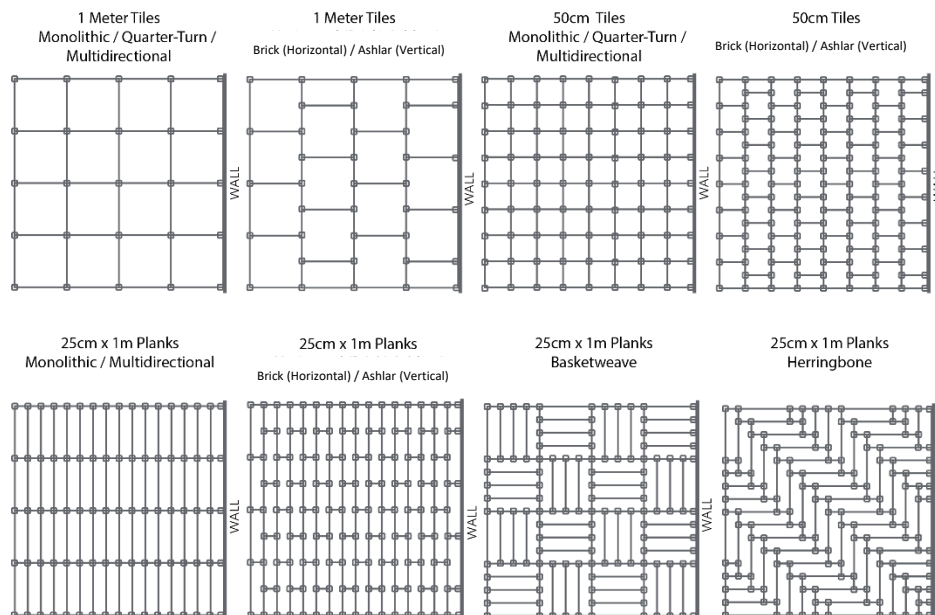 1 Meter Tiles
Monolithic / Quarter-Turn /
Multidirectional
1 Meter Tiles
Brick (Horizontal) / Ashlar (Vertical)
50cm Tiles
Monolithic / Quarter-Turn /
Multidirectional
50cm Tiles
Brick (Horizontal) / Ashlar (Vertical)
WALL
WALL
WALL
25cm x 1m Planks
Monolithic / Multidirectional
25cm x 1m Planks
Brick (Horizontal) / Ashlar (Vertical)
25cm x 1m Planks
Basketweave
25cm x 1m Planks
Herringbone
WALL
WALL
WALL